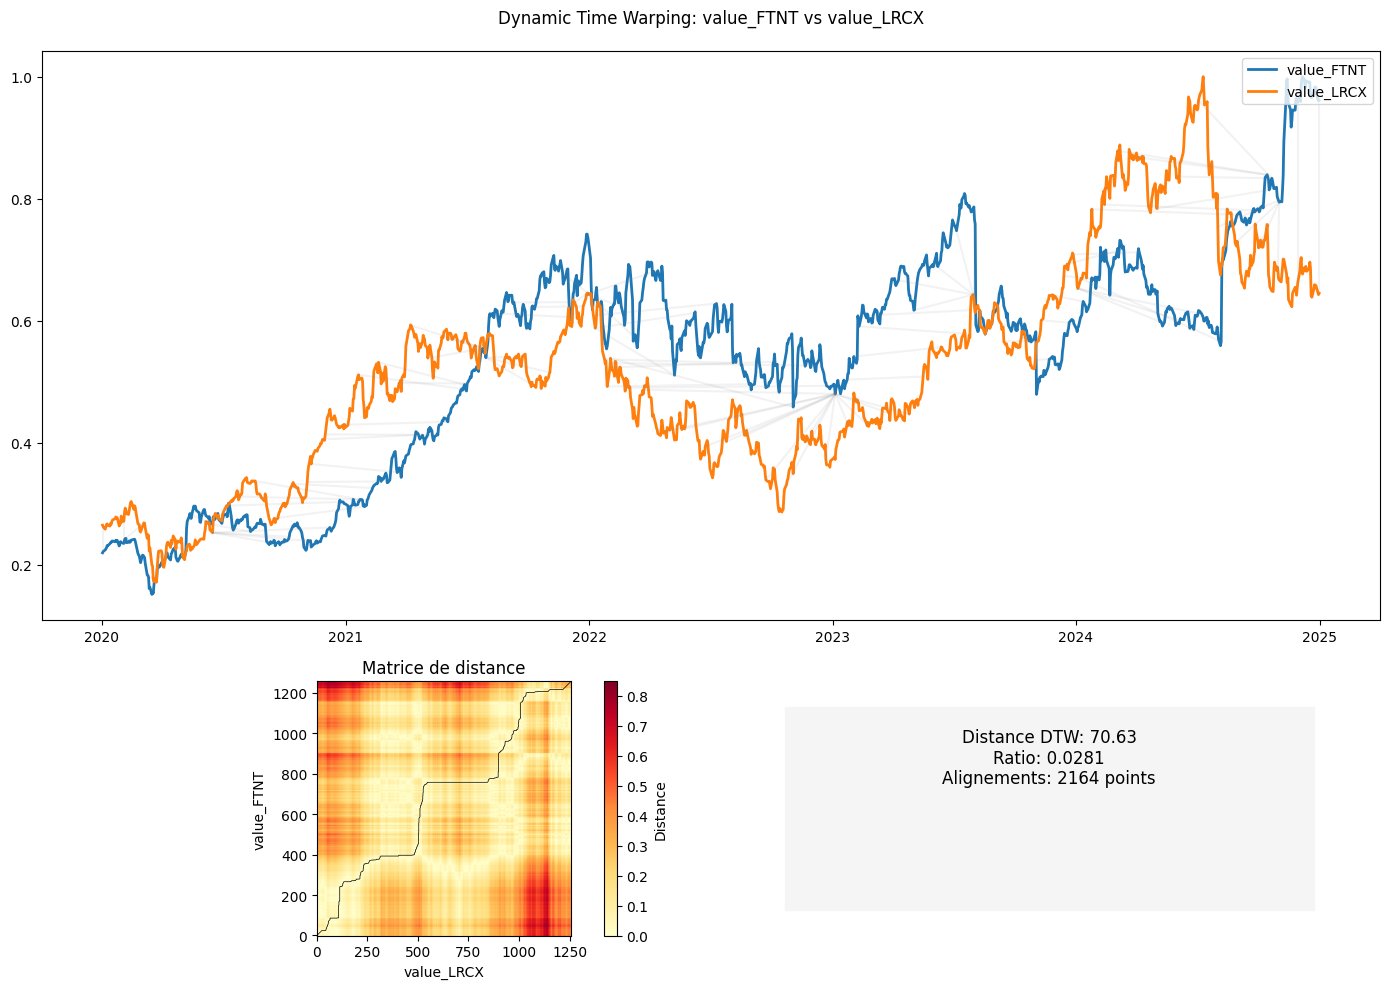 Dynamic Time Warping: value_FTNT vs value_LRCX
1.0
0.8
0.6
0.4
0.2
value_FTNT
value_LRCX
2020 2021 2022 2023 2024 2025
Matrice de distance
value_FTNT
1200
1000
800
600
400
200
0
0 250 500 750 1000 1250
value_LRCX
0.8
0.7
0.6
0.5
0.4
0.3
0.2
0.1
0.0
Distance
Distance DTW: 70.63
Ratio: 0.0281
Alignements: 2164 points